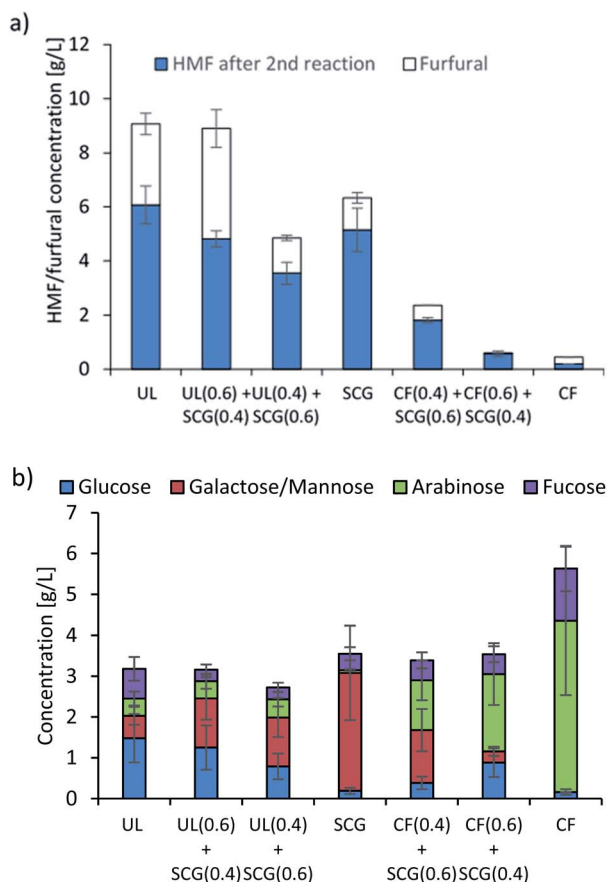 a)
HMF/furfural concentration [g/L]
12
10
8
6
4
2
0
HMF after 2nd reaction Furfural
UL UL(0.6) + UL(0.4) + SCG CF(0.4) + CF(0.6) + CF
SCG(0.4) SCG(0.6) SCG(0.6) SCG(0.4)
b)
Glucose Galactose/Mannose Arabinose Fucose
Concentration [g/L]
7
6
5
4
3
2
1
0
UL UL(0.6) UL(0.4) SCG CF(0.4) CF(0.6) CF
+ + + +
SCG(0.4) SCG(0.6) SCG(0.6) SCG(0.4)